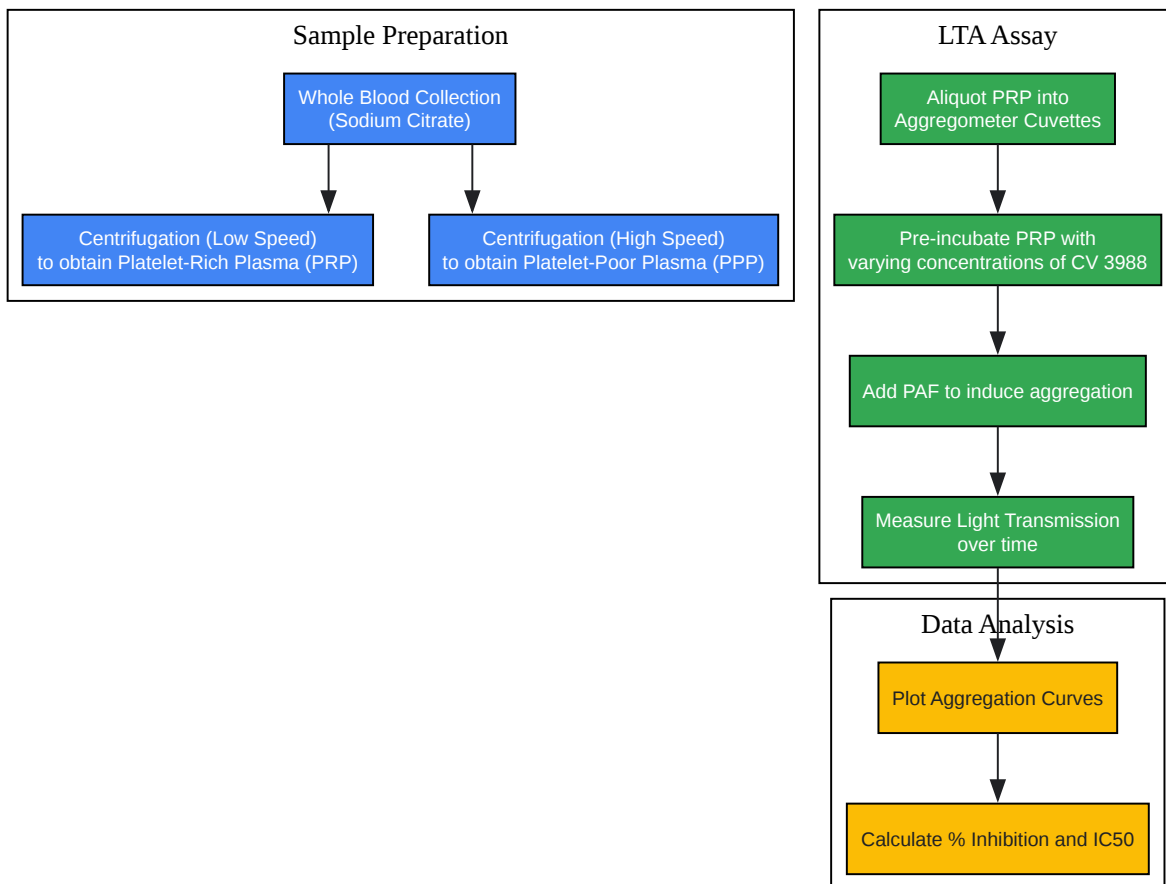 Sample Preparation
Whole Blood Collection
(Sodium Citrate)
Centrifugation (Low Speed)
to obtain Platelet-Rich Plasma (PRP)
Centrifugation (High Speed)
to obtain Platelet-Poor Plasma (PPP)
LTA Assay
Aliquot PRP into
Aggregometer Cuvettes
Pre-incubate PRP with
varying concentrations of CV 3988
Add PAF to induce aggregation
Measure Light Transmission
over time
Data Analysis
Plot Aggregation Curves
Calculate % Inhibition and IC50